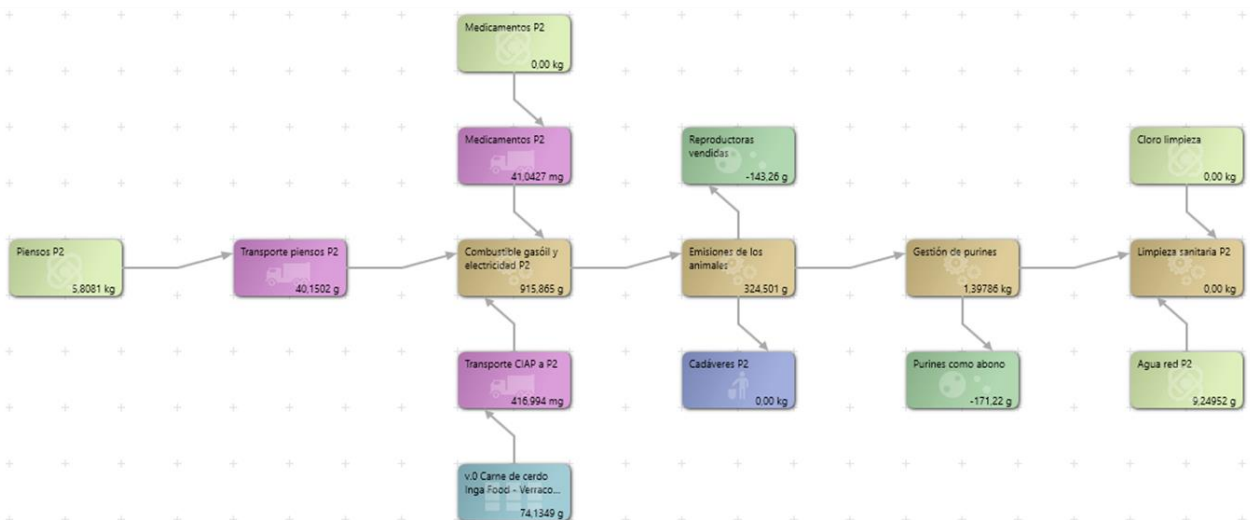 Medicamentos P2
0,00 kg
Medicamentos P2
41,0427 mg
Reproductoras
vendidas
-143,26 g
Cloro limpieza
0,00 kg
Piensos P2
5,8081 kg
Transporte piensos P2
40,1502 g
Combustible gasóil y
electricidad P2
915,865 g
Emisiones de los
animales
324,501 g
Gestión de purines
1,39786 kg
Limpieza sanitaria P2
0,00 kg
Transporte CIAP a P2
416,994 mg
Cadáveres P2
0,00 kg
Purines como abono
-171,22 g
Agua red P2
9,24952 g
v.0 Carne de cerdo
Inga Food - Verraco...
74,1349 g